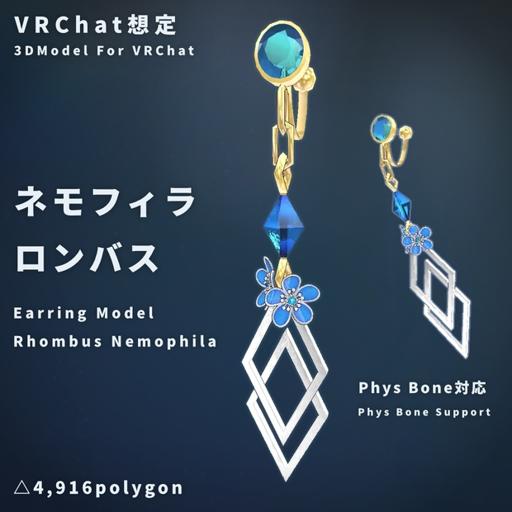 VRChat想定
3DModel For VRChat
ネモフィラ
ロンバス
Earring Model
Rhombus Nemophila
Phys Bone対応
Phys Bone Support
△4,916polygon